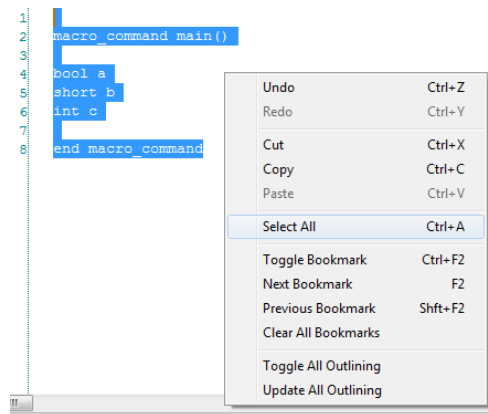 1
2 macro_command main()
3
4 bool a
5 short b
6 int c
7
8 end macro_command
Undo Ctrl+Z
Redo Ctrl+Y
Cut Ctrl+X
Copy Ctrl+C
Paste Ctrl+V
Select All Ctrl+A
Toggle Bookmark Ctrl+F2
Next Bookmark F2
Previous Bookmark Shft+F2
Clear All Bookmarks
Toggle All Outlining
Update All Outlining